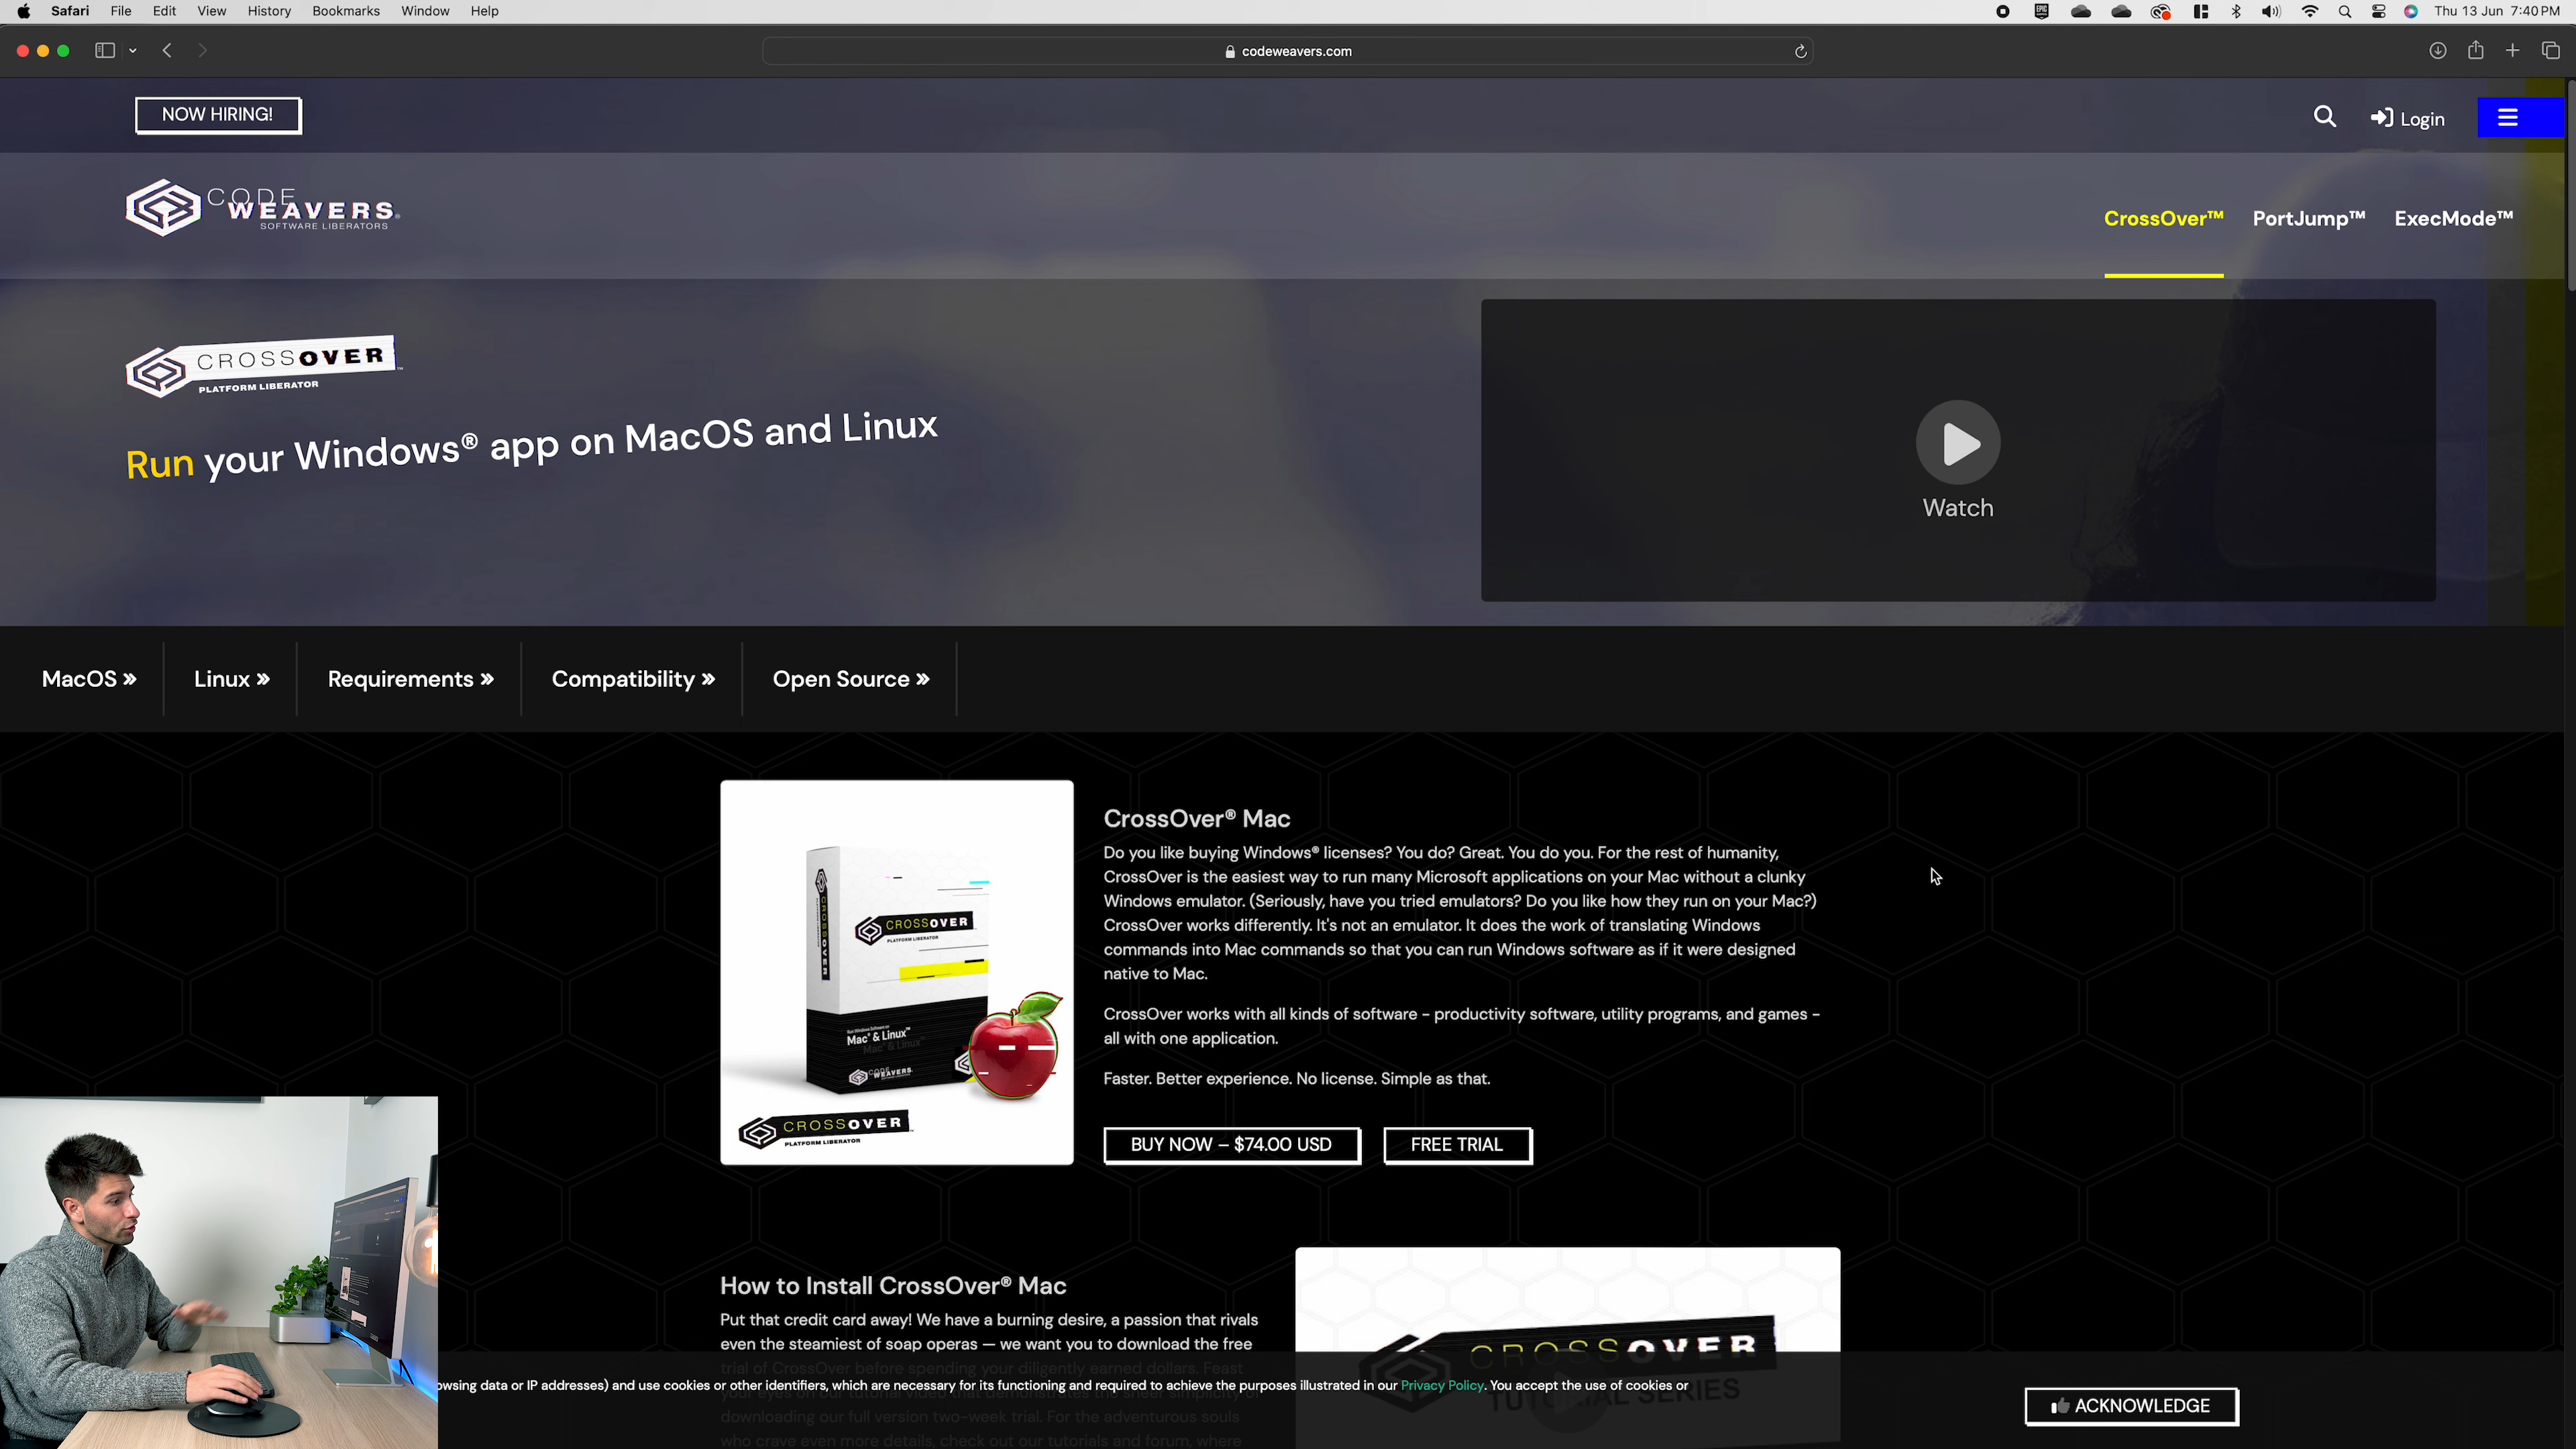 Safari File Edit View History Bookmarks Window Help
Thu 13 Jun 7:40 PM
codeweavers.com
NOW HIRING!
Login
CODE
WEAVERS
SOFTWARE LIBERATORS
CrossOver™ PortJump™ ExecMode™
CROSSOVER™
PLATFORM LIBERATOR
Run your Windows® app on MacOS and Linux
Watch
MacOS » Linux » Requirements » Compatibility » Open Source »
CROSSOVER
CROSSOVER
PLATFORM LIBERATOR
Run Windows Software on
Mac® & Linux™
Mac® & Linux™
CODE
WEAVERS
CROSSOVER™
PLATFORM LIBERATOR
CrossOver® Mac
Do you like buying Windows® licenses? You do? Great. You do you. For the rest of humanity,
CrossOver is the easiest way to run many Microsoft applications on your Mac without a clunky
Windows emulator. (Seriously, have you tried emulators? Do you like how they run on your Mac?)
CrossOver works differently. It's not an emulator. It does the work of translating Windows
commands into Mac commands so that you can run Windows software as if it were designed
native to Mac.
CrossOver works with all kinds of software - productivity software, utility programs, and games -
all with one application.
Faster. Better experience. No license. Simple as that.
BUY NOW – $74.00 USD FREE TRIAL
How to Install CrossOver® Mac
Put that credit card away! We have a burning desire, a passion that rivals
even the steamiest of soap operas — we want you to download the free
trial of CrossOver before spending your diligently earned dollars. Feast
downloading our full version two-week trial. For the adventurous souls
who crave even more details, check out our tutorials and forum, where
CROSSOVER
TUTORIAL SERIES
owsing data or IP addresses) and use cookies or other identifiers, which are necessary for its functioning and required to achieve the purposes illustrated in our Privacy Policy. You accept the use of cookies or
ACKNOWLEDGE